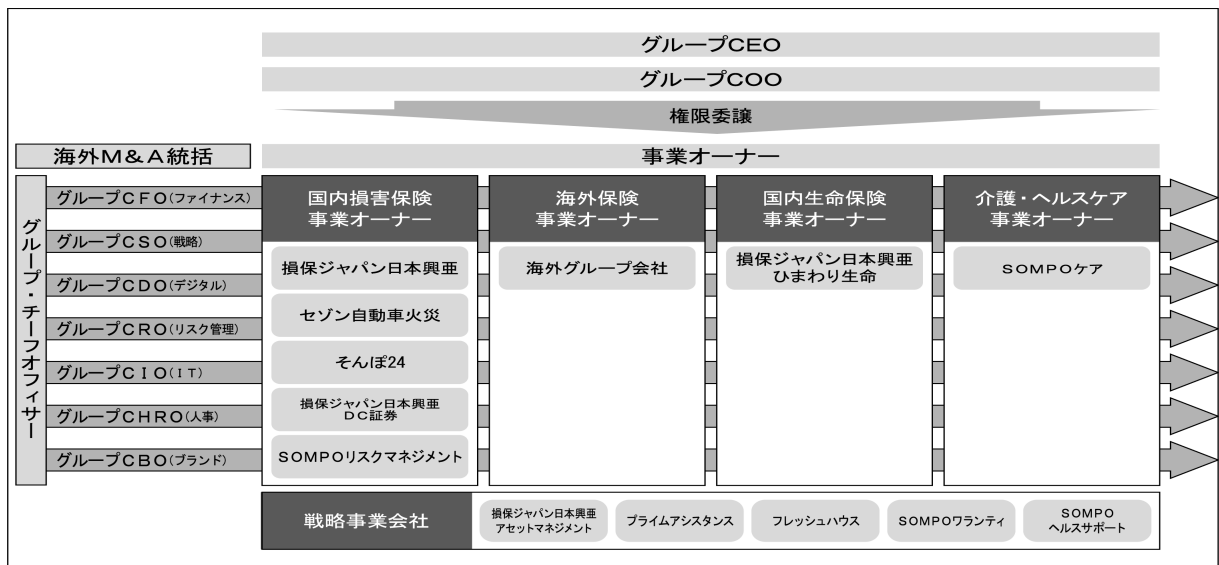 グループCEO
グループCOO
権限委譲
海外M&A統括
事業オーナー
グループ・チーフオフィサー
グループCFO(ファイナンス)
グループCSO(戦略)
グループCDO(デジタル)
グループCRO(リスク管理)
グループCIO(IT)
グループCHRO(人事)
グループCBO(ブランド)
国内損害保険
事業オーナー
損保ジャパン日本興亜
セゾン自動車火災
そんぽ24
損保ジャパン日本興亜
DC証券
SOMPOリスクマネジメント
海外保険
事業オーナー
海外グループ会社
国内生命保険
事業オーナー
損保ジャパン日本興亜
ひまわり生命
介護・ヘルスケア
事業オーナー
SOMPOケア
戦略事業会社
損保ジャパン日本興亜
アセットマネジメント
プライムアシスタンス
フレッシュハウス
SOMPOワランティ
SOMPO
ヘルスサポート